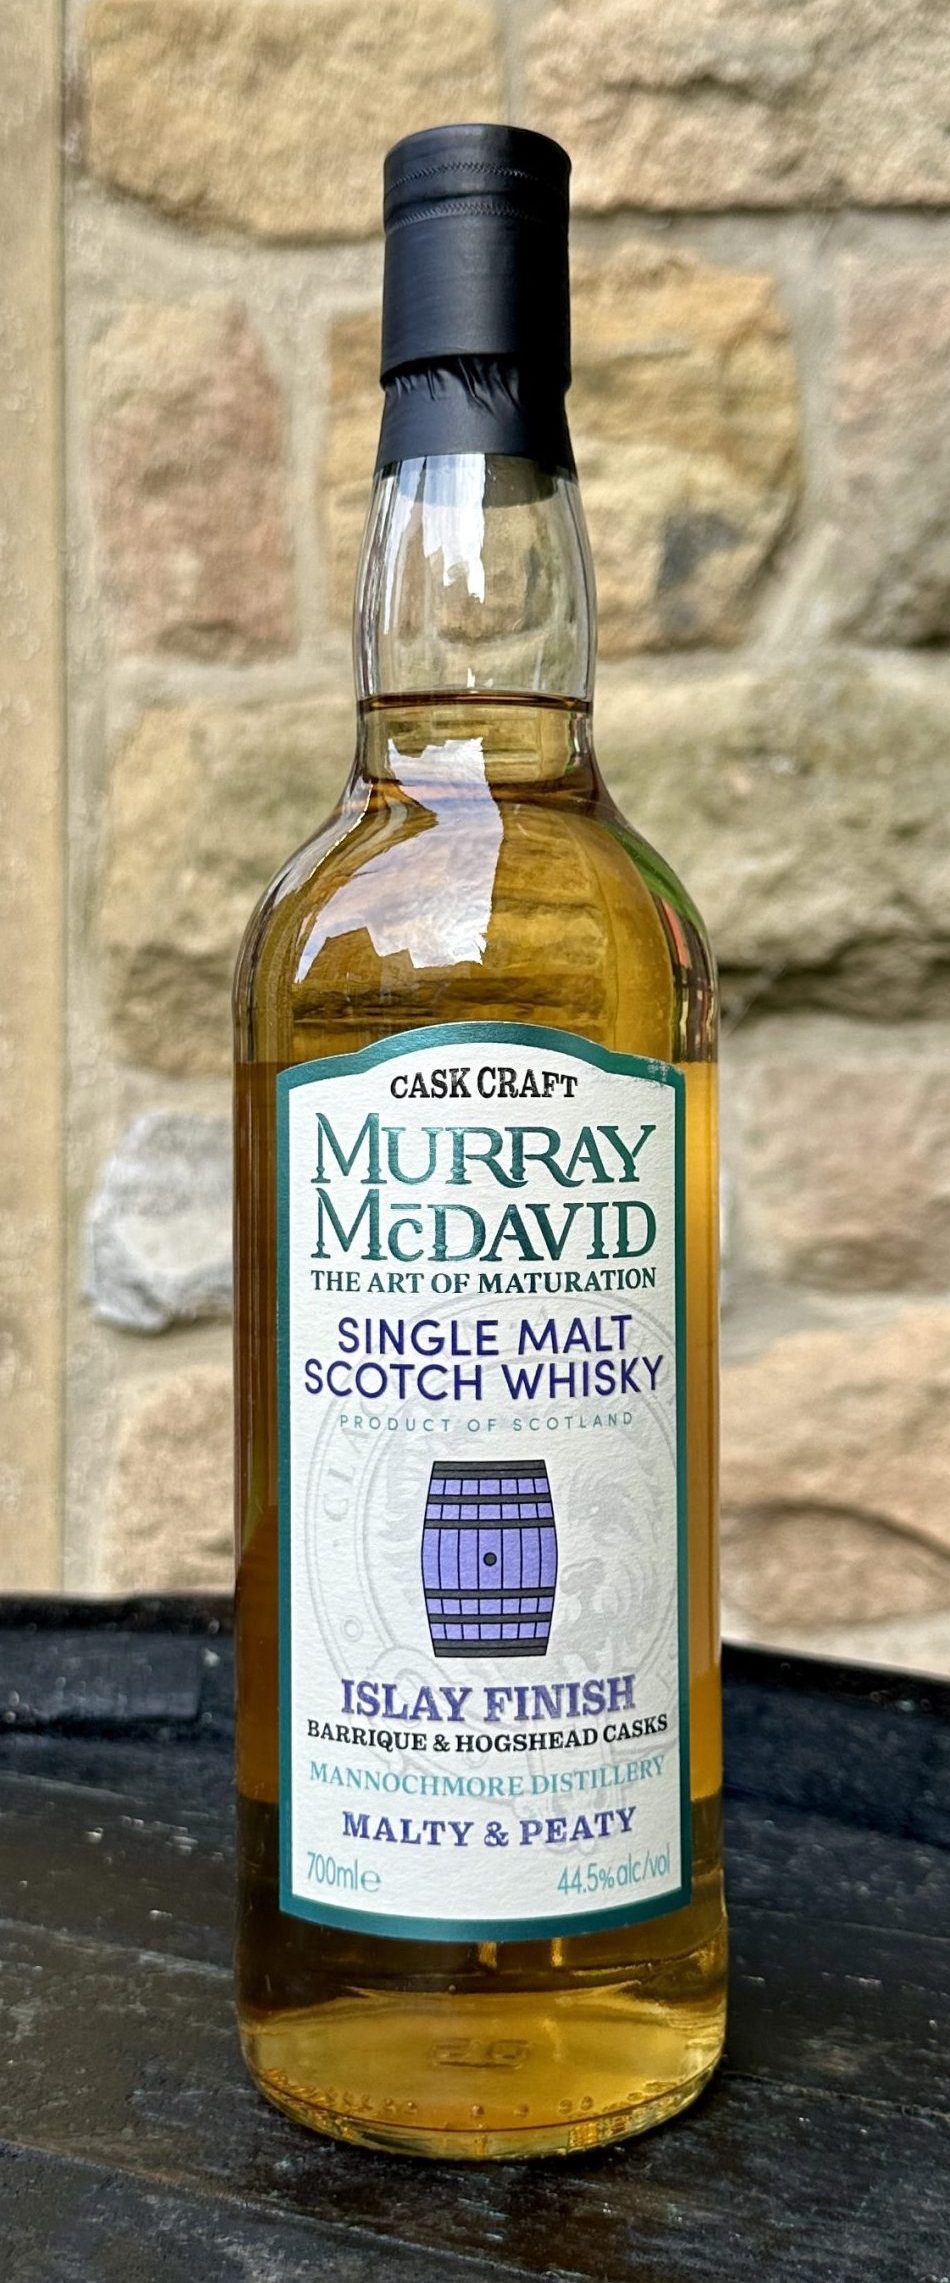 CASK CRAFT
MURRAY
McDAVID
THE ART OF MATURATION
SINGLE MALT
SCOTCH WHISKY
PRODUCT OF SCOTLAND
ISLAY FINISH
BARRIQUE & HOGSHEAD CASKS
MANNOCHMORE DISTILLERY
MALTY & PEATY
700ml℮ 44.5% alc/vol